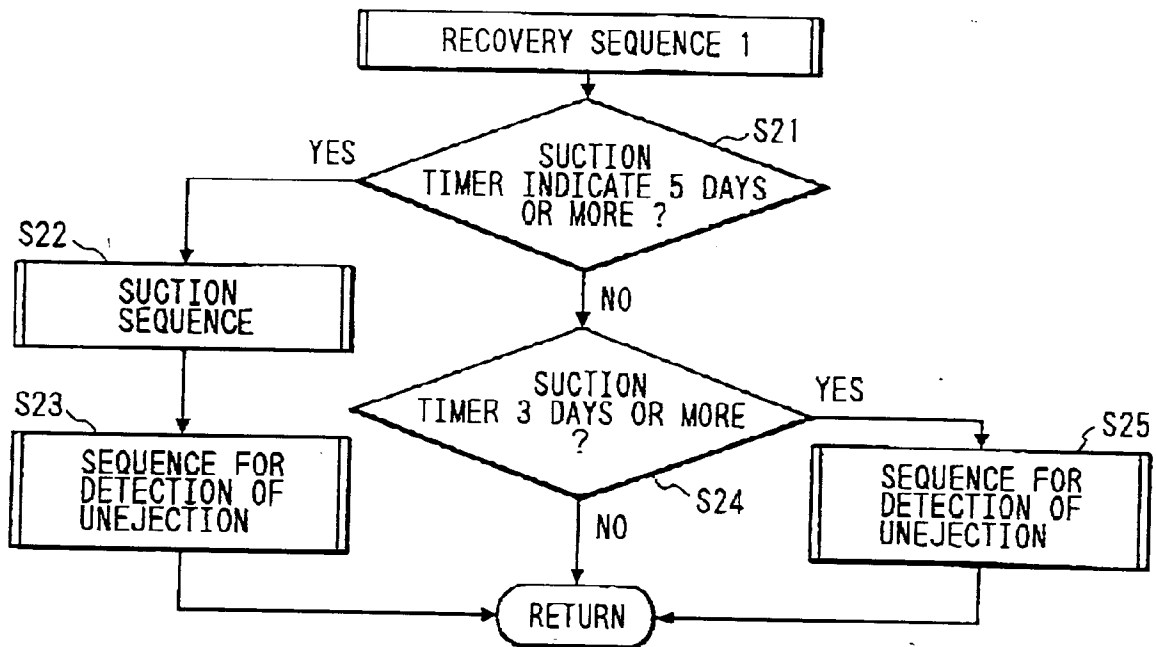 RECOVERY SEQUENCE 1
S21
YES
SUCTION
TIMER INDICATE 5 DAYS
OR MORE ?
S22
SUCTION
SEQUENCE
NO
S23
SEQUENCE FOR
DETECTION OF
UNEJECTION
SUCTION
TIMER 3 DAYS OR MORE
?
YES
S24
NO
S25
SEQUENCE FOR
DETECTION OF
UNEJECTION
RETURN